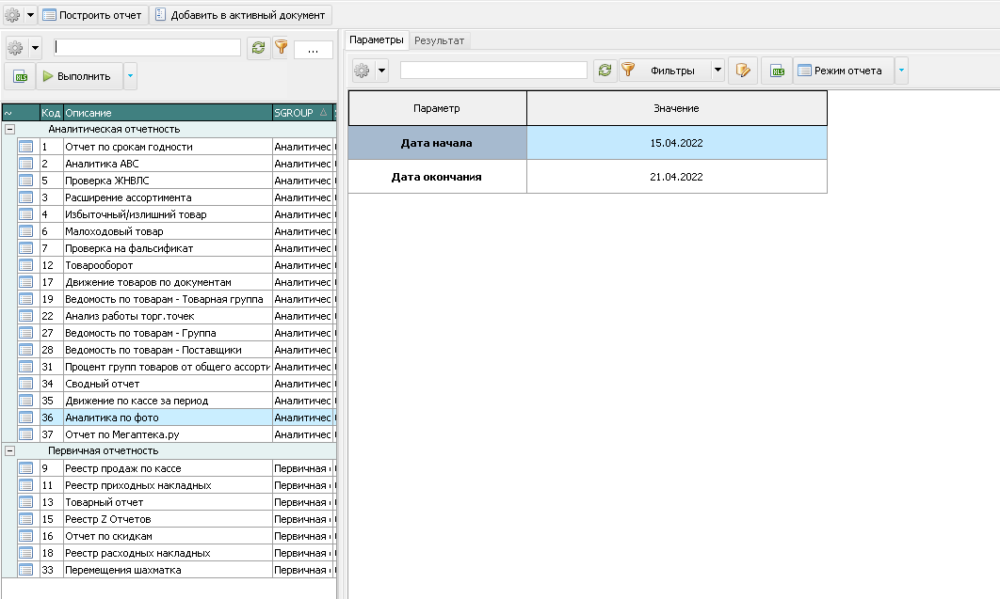 Построить отчет Добавить в активный документ
...
Выполнить
Параметры Результат
Фильтры Режим отчета
~ Код Описание SGROUP
Аналитическая отчетность
1 Отчет по срокам годности Аналитичес
2 Аналитика ABC Аналитичес
5 Проверка ЖНВЛС Аналитичес
3 Расширение ассортимента Аналитичес
4 Избыточный/излишний товар Аналитичес
6 Малоходовый товар Аналитичес
7 Проверка на фальсификат Аналитичес
12 Товарооборот Аналитичес
17 Движение товаров по документам Аналитичес
19 Ведомость по товарам - Товарная группа Аналитичес
22 Анализ работы торг.точек Аналитичес
27 Ведомость по товарам - Группа Аналитичес
28 Ведомость по товарам - Поставщики Аналитичес
31 Процент групп товаров от общего ассорти Аналитичес
34 Сводный отчет Аналитичес
35 Движение по кассе за период Аналитичес
36 Аналитика по фото Аналитичес
37 Отчет по Мегаптека.ру Аналитичес
Первичная отчетность
9 Реестр продаж по кассе Первичная
11 Реестр приходных накладных Первичная
13 Товарный отчет Первичная
15 Реестр Z Отчетов Первичная
16 Отчет по скидкам Первичная
18 Реестр расходных накладных Первичная
33 Перемещения шахматка Первичная
Параметр Значение
Дата начала 15.04.2022
Дата окончания 21.04.2022